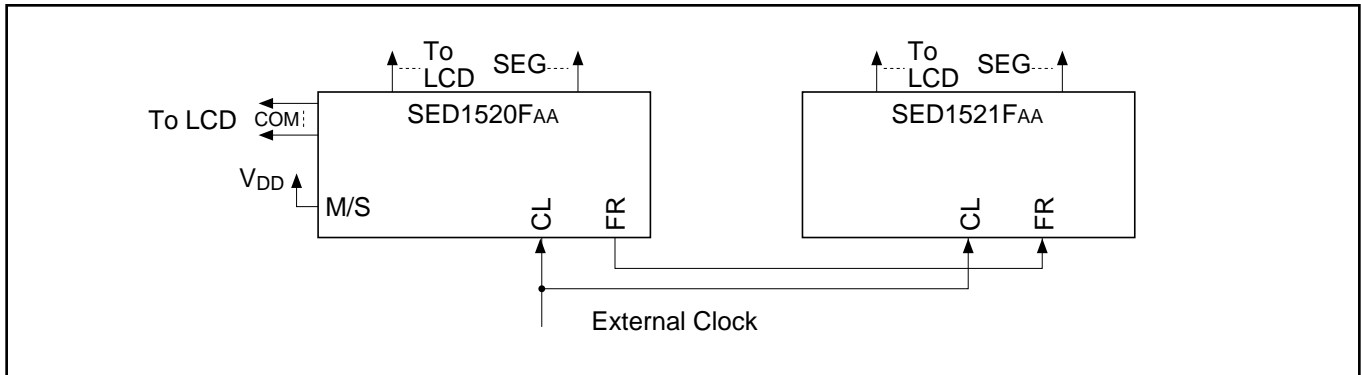 To LCD SEG
SED1520FAA
To LCD COM
VDD
M/S
CL
FR
To LCD SEG
SED1521FAA
CL
FR
External Clock